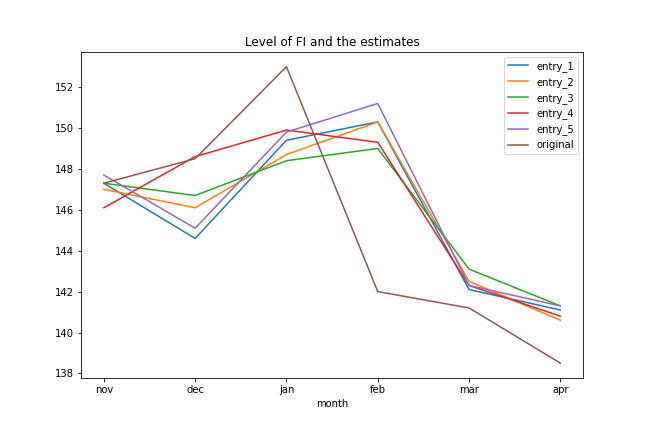 Level of FI and the estimates
entry_1
entry_2
entry_3
entry_4
entry_5
original
152
150
148
146
144
142
140
138
nov dec jan feb mar apr
month